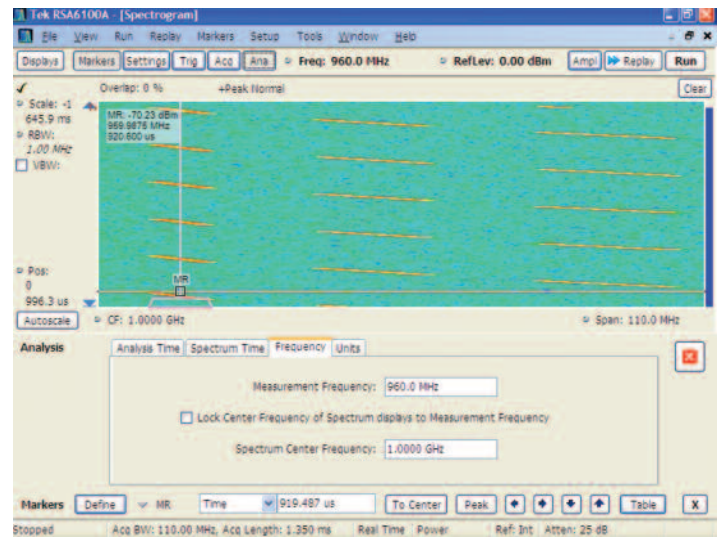 Tek RSA6100A - [Spectrogram]
File View Run Replay Markers Setup Tools Window Help
Displays Markers Settings Trig Acq Ana Freq: 960.0 MHz RefLev: 0.00 dBm Ampl Replay Run
Overlap: 0 % +Peak Normal Clear
Scale: -1
645.9 ms
RBW:
1.00 MHz
VBW:
MR: -70.23 dBm
959.9875 MHz
920.600 us
MR
Pos:
0
996.3 us
Autoscale CF: 1.0000 GHz Span: 110.0 MHz
Analysis Analysis Time Spectrum Time Frequency Units
Measurement Frequency: 960.0 MHz
Lock Center Frequency of Spectrum displays to Measurement Frequency
Spectrum Center Frequency: 1.0000 GHz
Markers Define MR Time 919.487 us To Center Peak Table X
Stopped Acq BW: 110.00 MHz, Acq Length: 1.350 ms Real Time Power Ref: Int Atten: 25 dB